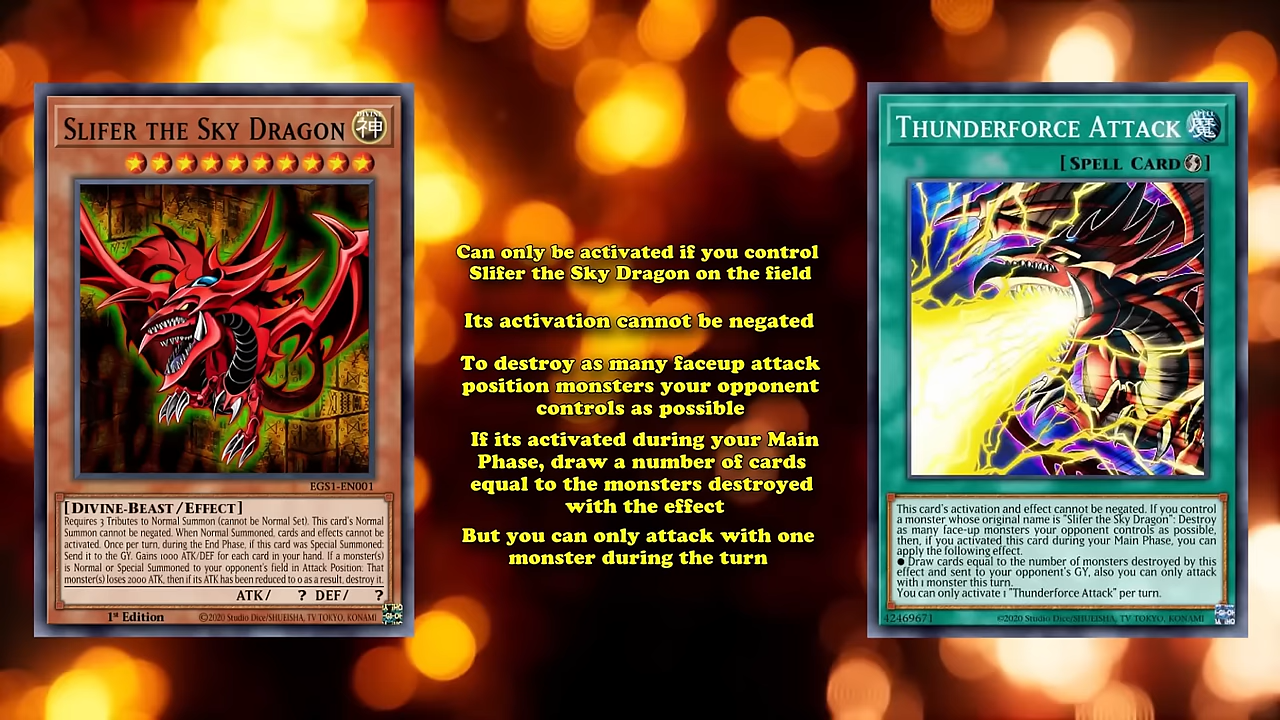 SLIFER THE SKY DRAGON
DIVINE
神
EGS1-EN001
[DIVINE-BEAST/EFFECT]
Requires 3 Tributes to Normal Summon (cannot be Normal Set). This card's Normal
Summon cannot be negated. When Normal Summoned, cards and effects cannot be
activated. Once per turn, during the End Phase, if this card was Special Summoned:
Send it to the GY. Gains 1000 ATK/DEF for each card in your hand. If a monster(s)
is Normal or Special Summoned to your opponent's field in Attack Position: That
monster(s) loses 2000 ATK, then if its ATK has been reduced to 0 as a result, destroy it.
ATK/ ? DEF/ ?
1st Edition
©2020 Studio Dice/SHUEISHA, TV TOKYO, KONAMI
Can only be activated if you control
Slifer the Sky Dragon on the field
Its activation cannot be negated
To destroy as many faceup attack
position monsters your opponent
controls as possible
If its activated during your Main
Phase, draw a number of cards
equal to the monsters destroyed
with the effect
But you can only attack with one
monster during the turn
THUNDERFORCE ATTACK
魔
[SPELL CARD]
This card's activation and effect cannot be negated. If you control
a monster whose original name is "Slifer the Sky Dragon": Destroy
as many face-up monsters your opponent controls as possible,
then, if you activated this card during your Main Phase, you can
apply the following effect.
● Draw cards equal to the number of monsters destroyed by this
effect and sent to your opponent's GY, also you can only attack
with 1 monster this turn.
You can only activate 1 "Thunderforce Attack" per turn.
42469671
©2020 Studio Dice/SHUEISHA, TV TOKYO, KONAMI